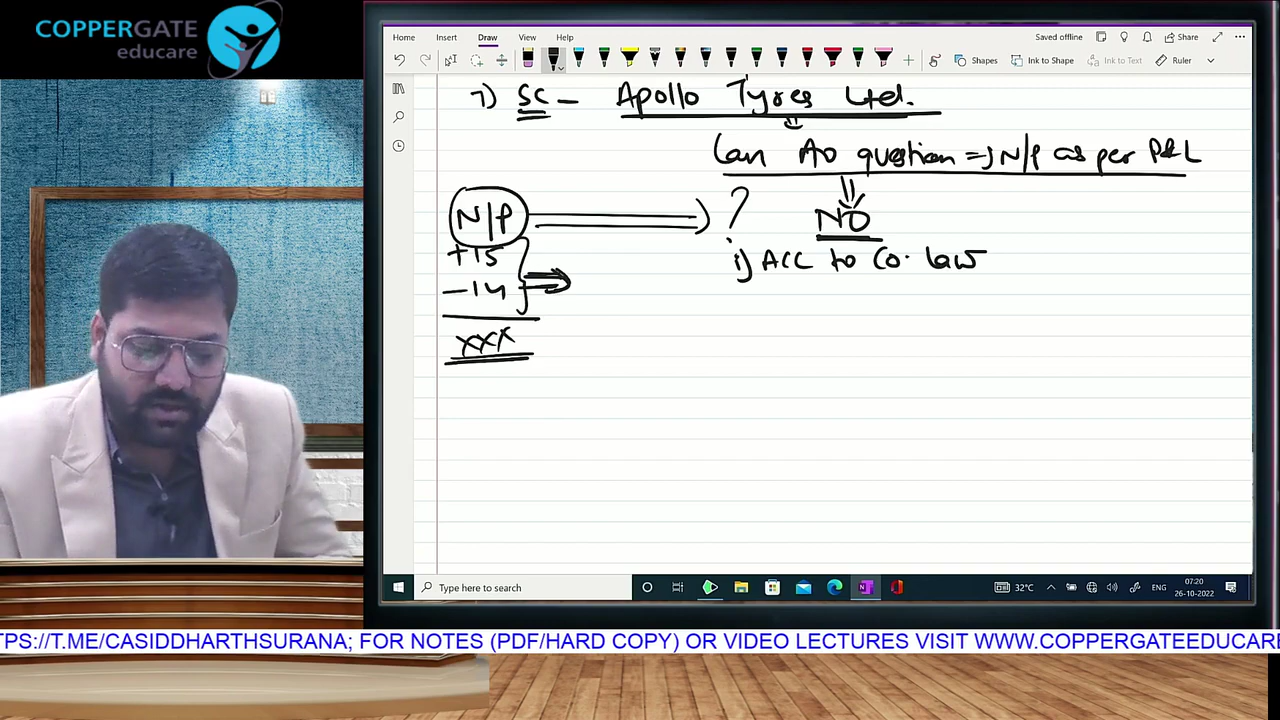 COPPERGATE
educare
Home Insert Draw View Help
Saved offline
Share
Shapes
Ink to Shape
Ink to Text
Ruler
7) SC - Apollo Tyres Ltd.
Can AO question => N/P as per P&L
N/P
? NO
+15
i) ACC to Co. law
-14
XXX
Type here to search
32°C
ENG
07:20
26-10-2022
TPS://T.ME/CASIDDHARTHSURANA; FOR NOTES (PDF/HARD COPY) OR VIDEO LECTURES VISIT WWW.COPPERGATEEDUCARE